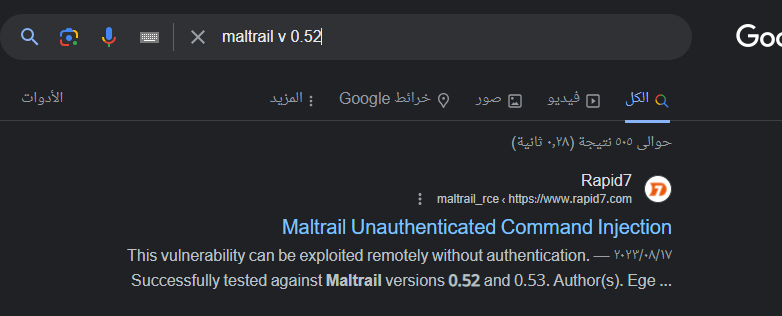 maltrail v 0.52
Goo
الكل
فيديو
صور
خرائط Google
المزيد
الأدوات
حوالى ٥٠٥ نتيجة (٠,٢٨ ثانية)
Rapid7
https://www.rapid7.com › maltrail_rce
Maltrail Unauthenticated Command Injection
٢٠٢٣/٠٨/١٧ — This vulnerability can be exploited remotely without authentication.
Successfully tested against Maltrail versions 0.52 and 0.53. Author(s). Ege ...